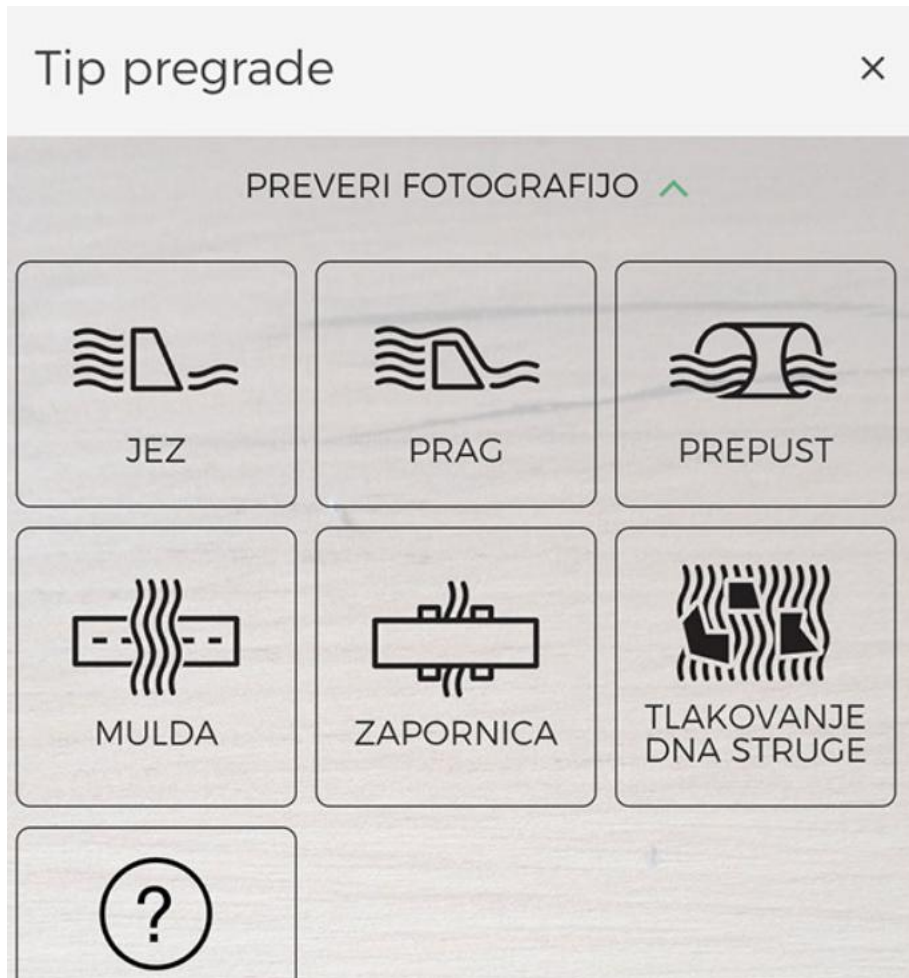 Tip pregrade
PREVERI FOTOGRAFIJO
JEZ
PRAG
PREPUST
MULDA
ZAPORNICA
TLAKOVANJE
DNA STRUGE
?